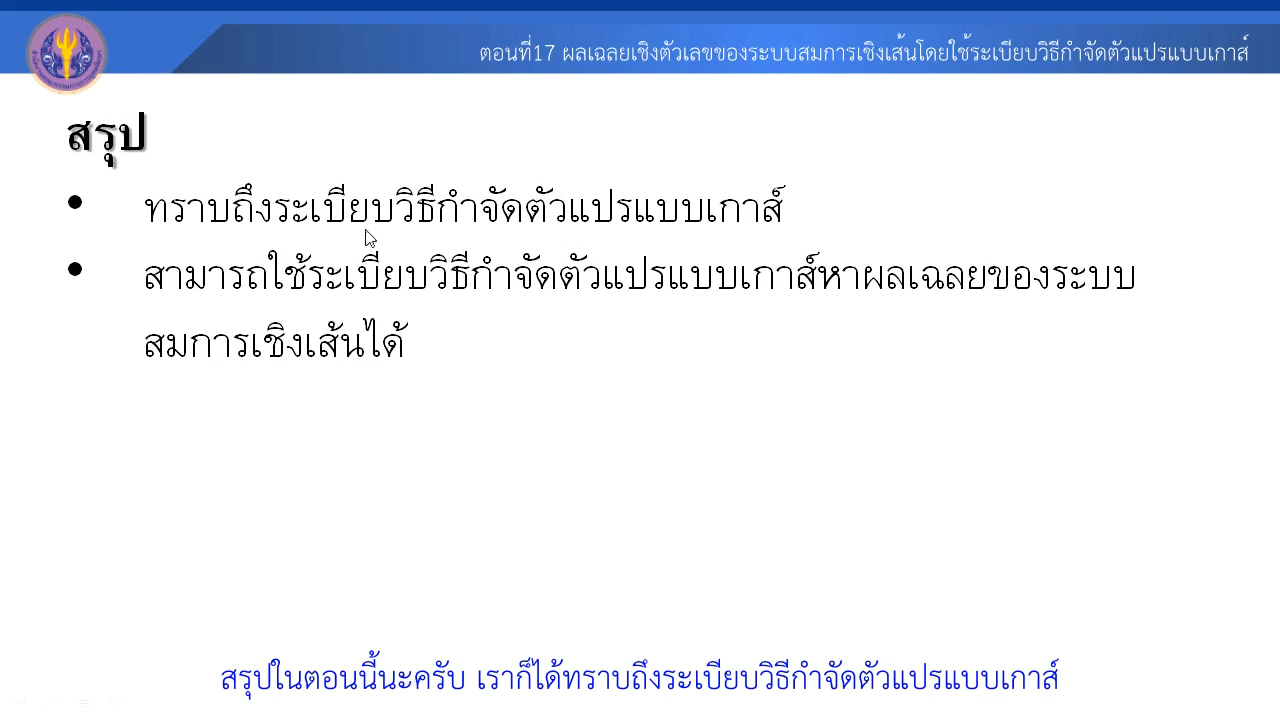 ตอนที่17 ผลเฉลยเชิงตัวเลขของระบบสมการเชิงเส้นโดยใช้ระเบียบวิธีกำจัดตัวแปรแบบเกาส์
สรุป
• ทราบถึงระเบียบวิธีกำจัดตัวแปรแบบเกาส์
• สามารถใช้ระเบียบวิธีกำจัดตัวแปรแบบเกาส์หาผลเฉลยของระบบ
สมการเชิงเส้นได้
สรุปในตอนนี้นะครับ เราก็ได้ทราบถึงระเบียบวิธีกำจัดตัวแปรแบบเกาส์